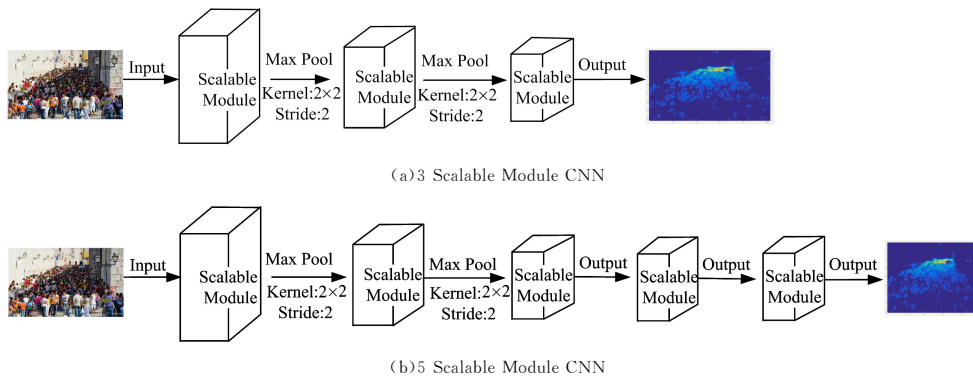 Input
Scalable
Module
Max Pool
Kernel:2×2
Stride:2
Scalable
Module
Max Pool
Kernel:2×2
Stride:2
Scalable
Module
Output
(a)3 Scalable Module CNN
Input
Scalable
Module
Max Pool
Kernel:2×2
Stride:2
Scalable
Module
Max Pool
Kernel:2×2
Stride:2
Scalable
Module
Output
Scalable
Module
Output
Scalable
Module
Output
(b)5 Scalable Module CNN